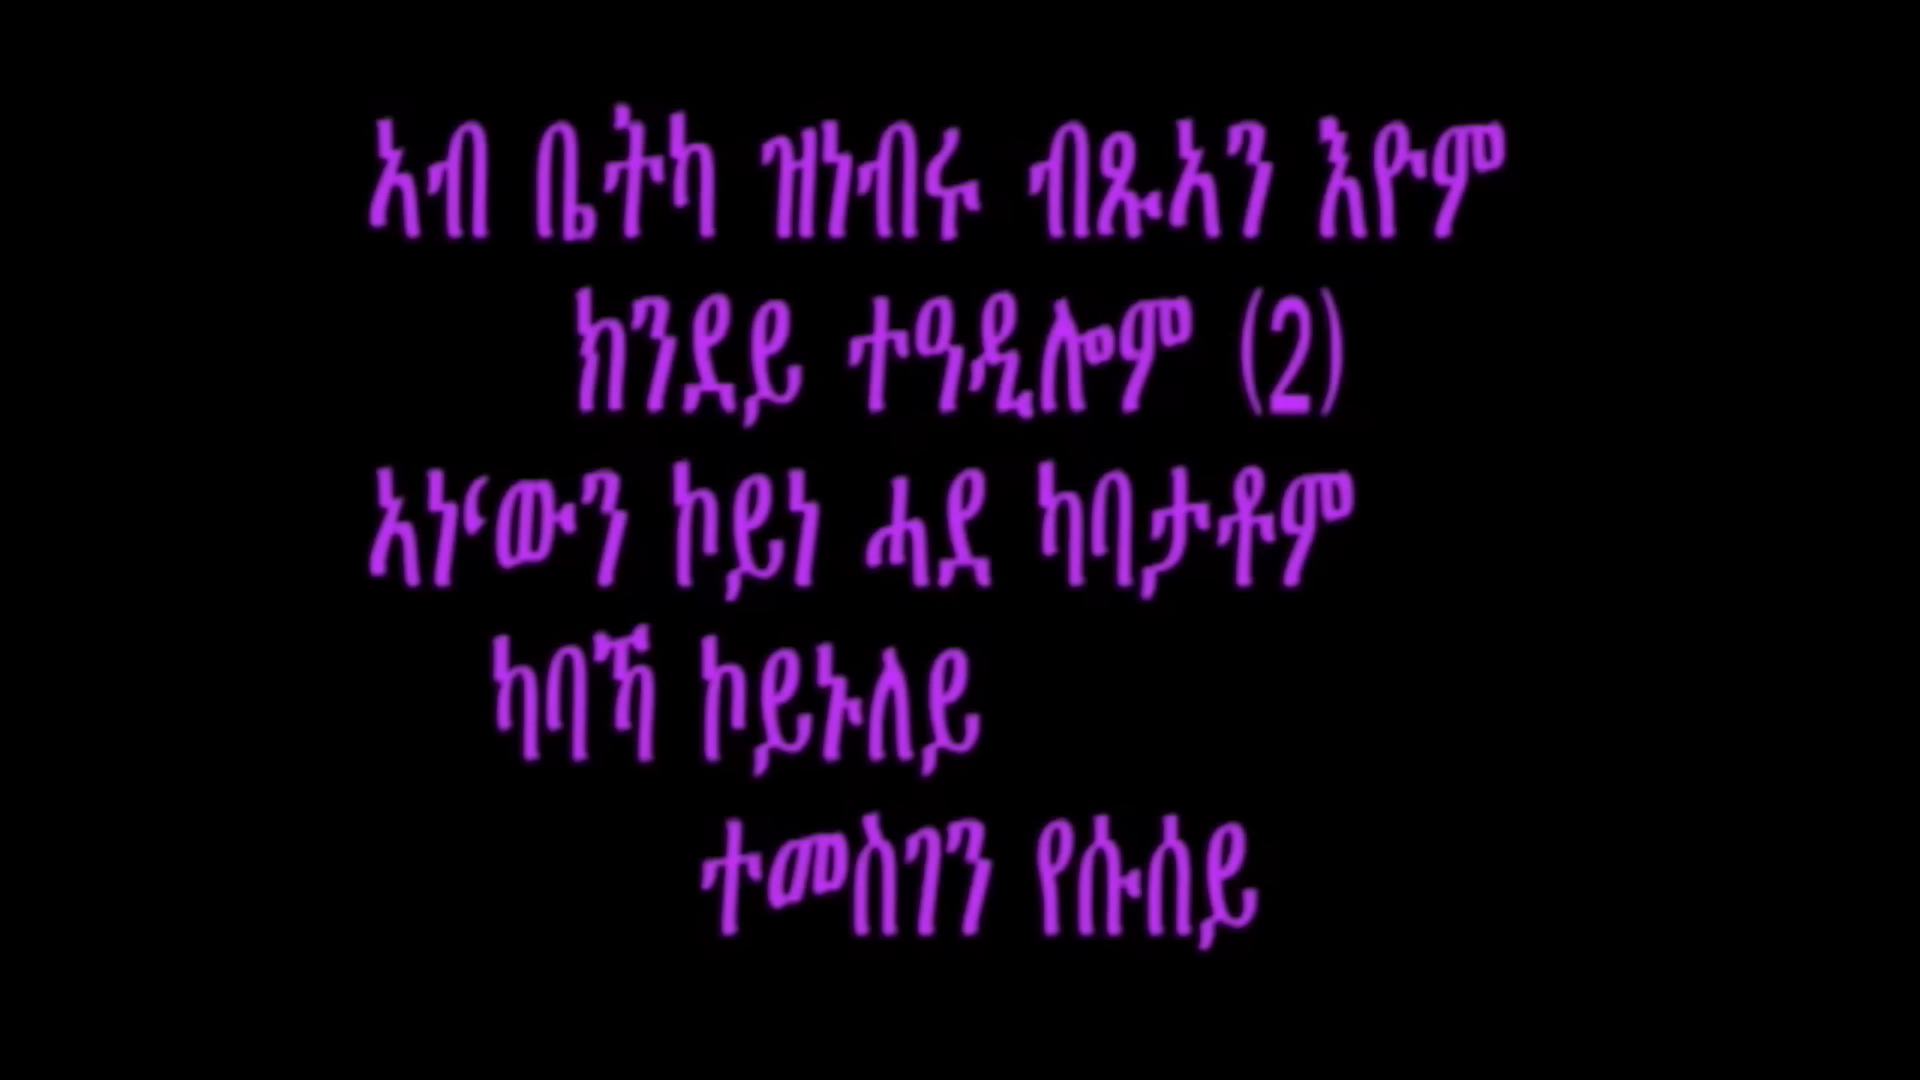 ኣብ ቤትካ ዝነብሩ ብጹኣን እዮም
ክንደይ ተዓዲሎም (2)
ኣነ‘ውን ኮይነ ሓደ ካባታቶም
ካባኻ ኮይኑለይ
ተመስገን የሱሰይ